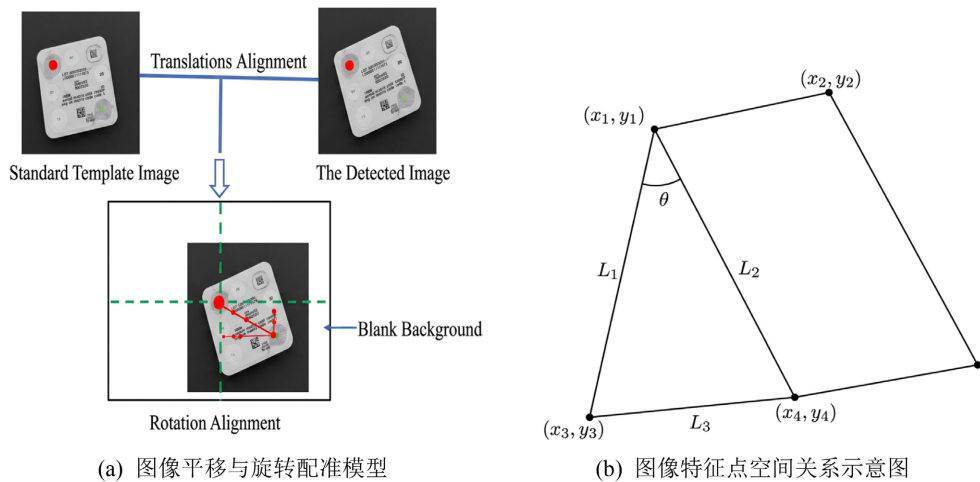 Translations Alignment
Standard Template Image
The Detected Image
Blank Background
Rotation Alignment
(a) 图像平移与旋转配准模型
(x₂, y₂)
(x₁, y₁)
θ
L₁
L₂
(x₃, y₃)
L₃
(x₄, y₄)
(b) 图像特征点空间关系示意图